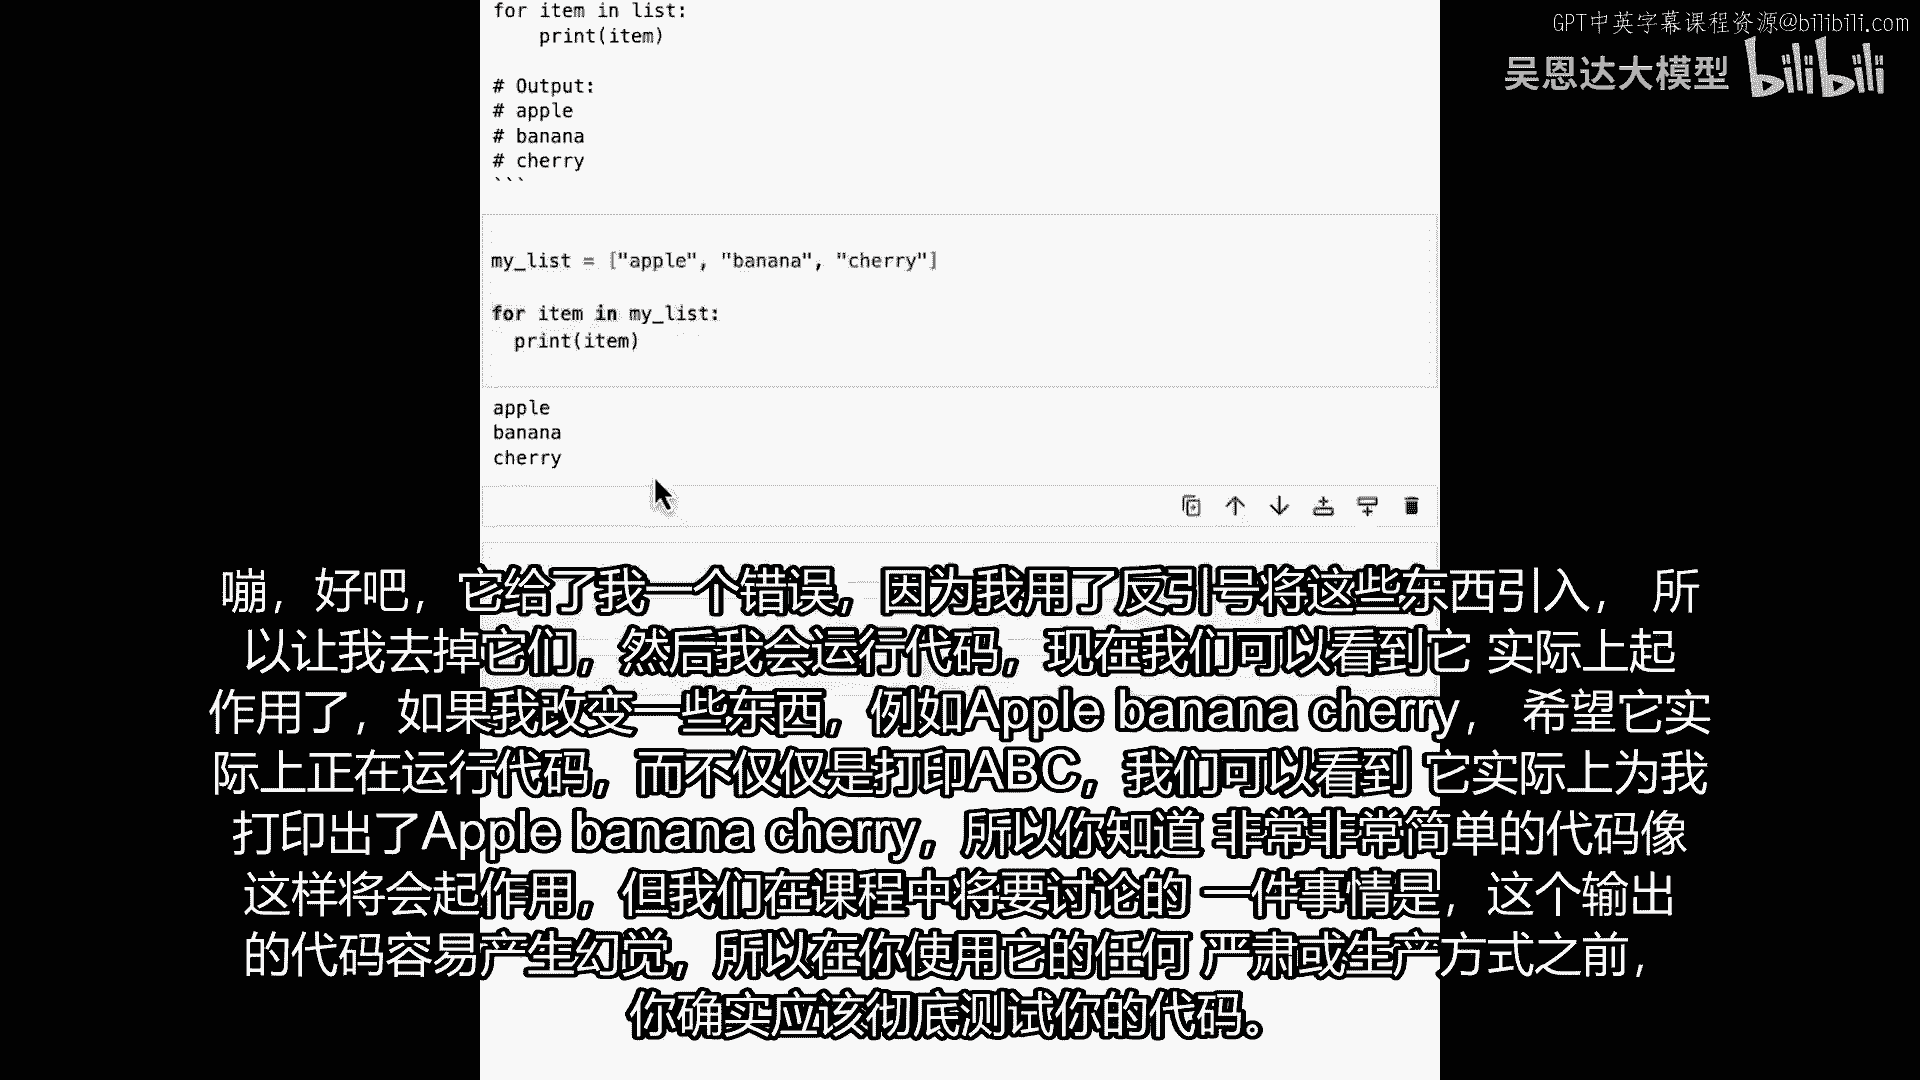 for item in list:
    print(item)
# Output:
# apple
# banana
# cherry
```
my_list = ["apple", "banana", "cherry"]
for item in my_list:
  print(item)
apple
banana
cherry
GPT中英字幕课程资源@bilibili.com
吴恩达大模型 bilibili
嘣，好吧，它给了我一个错误，因为我用了反引号将这些东西引入， 所
以让我去掉它们，然后我会运行代码，现在我们可以看到它 实际上起
作用了，如果我改变一些东西，例如Apple banana cherry， 希望它实
际上正在运行代码，而不仅仅是打印ABC，我们可以看到 它实际上为我
打印出了Apple banana cherry，所以你知道 非常非常简单的代码像
这样将会起作用，但我们在课程中将要讨论的 一件事情是，这个输出
的代码容易产生幻觉，所以在你使用它的任何 严肃或生产方式之前，
你确实应该彻底测试你的代码。